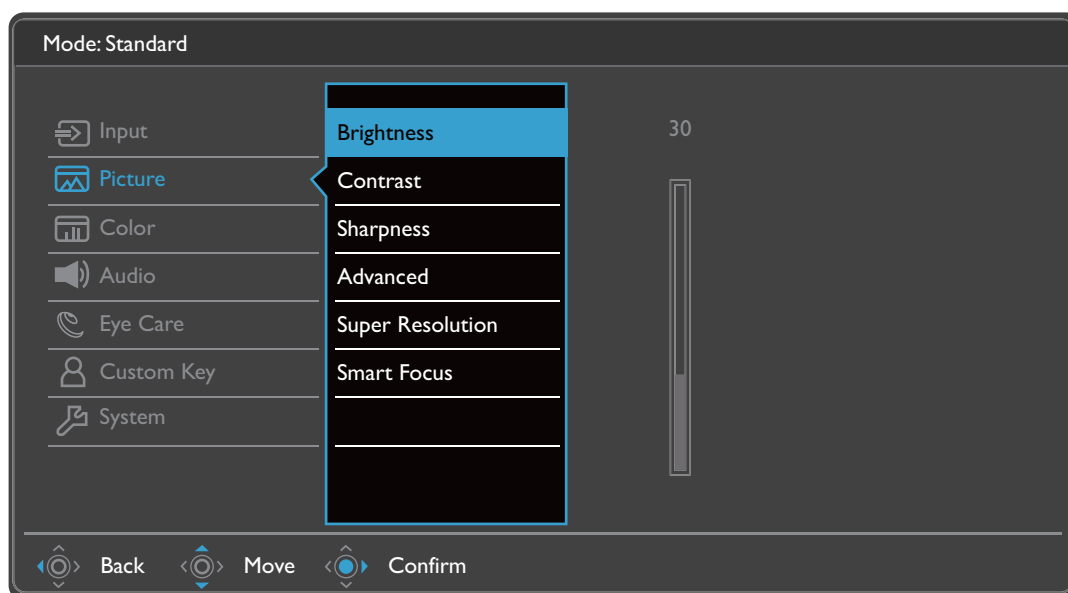 Mode: Standard
Input
Picture
Color
Audio
Eye Care
Custom Key
System
Brightness
Contrast
Sharpness
Advanced
Super Resolution
Smart Focus
30
Back Move Confirm